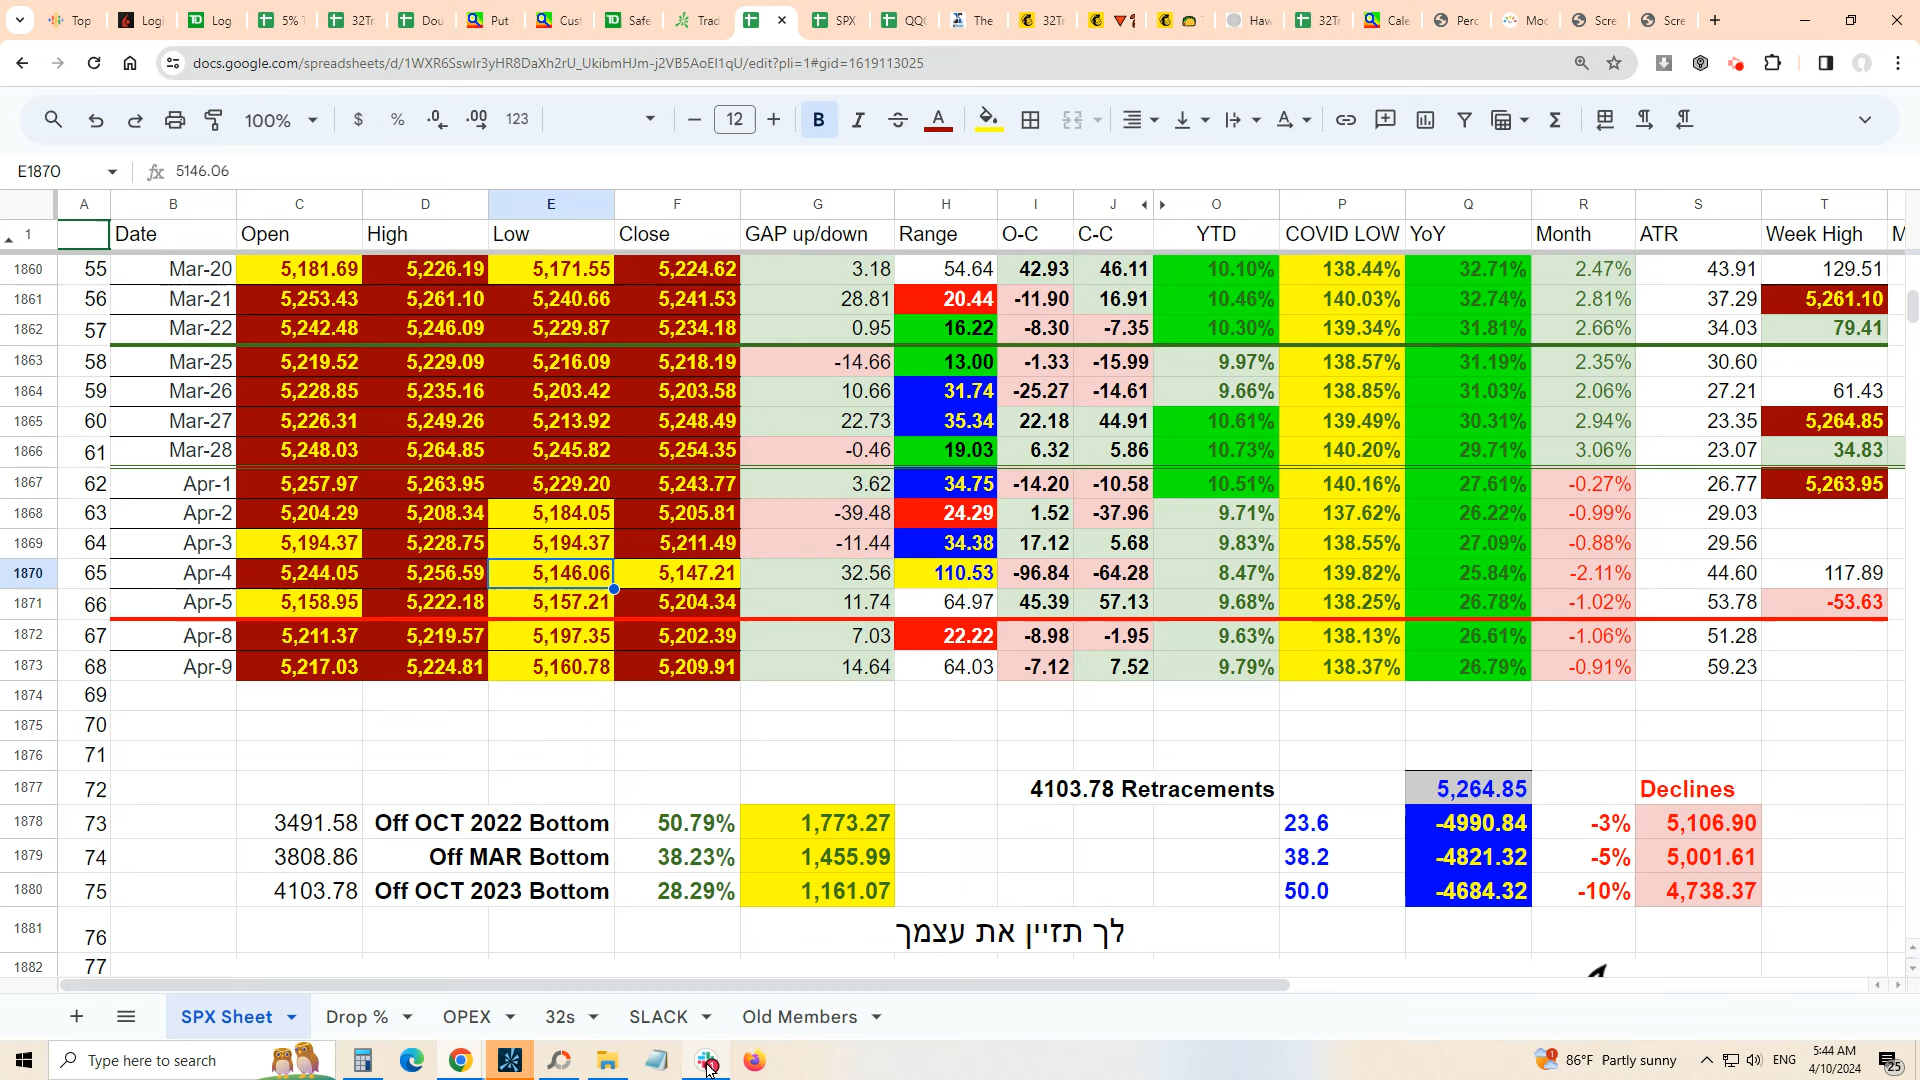 Top
Logi
Log
5%
32Tr
Dou
Put
Cust
Safe
Trad
SPX
QQ
The
32Tr
Haw
32Tr
Cale
Perc
Moc
Scre
Scre
docs.google.com/spreadsheets/d/1WXR6SswIr3yHR8DaXh2rU_UkibmHJm-j2VB5AoEI1qU/edit?pli=1#gid=1619113025
100% $ % .0 .00 123 12 B I A
E1870 fx 5146.06
A B C D E F G H I J O P Q R S T
1 Date Open High Low Close GAP up/down Range O-C C-C YTD COVID LOW YoY Month ATR Week High M
1860 55 Mar-20 5,181.69 5,226.19 5,171.55 5,224.62 3.18 54.64 42.93 46.11 10.10% 138.44% 32.71% 2.47% 43.91 129.51
1861 56 Mar-21 5,253.43 5,261.10 5,240.66 5,241.53 28.81 20.44 -11.90 16.91 10.46% 140.03% 32.74% 2.81% 37.29 5,261.10
1862 57 Mar-22 5,242.48 5,246.09 5,229.87 5,234.18 0.95 16.22 -8.30 -7.35 10.30% 139.34% 31.81% 2.66% 34.03 79.41
1863 58 Mar-25 5,219.52 5,229.09 5,216.09 5,218.19 -14.66 13.00 -1.33 -15.99 9.97% 138.57% 31.19% 2.35% 30.60
1864 59 Mar-26 5,228.85 5,235.16 5,203.42 5,203.58 10.66 31.74 -25.27 -14.61 9.66% 138.85% 31.03% 2.06% 27.21 61.43
1865 60 Mar-27 5,226.31 5,249.26 5,213.92 5,248.49 22.73 35.34 22.18 44.91 10.61% 139.49% 30.31% 2.94% 23.35 5,264.85
1866 61 Mar-28 5,248.03 5,264.85 5,245.82 5,254.35 -0.46 19.03 6.32 5.86 10.73% 140.20% 29.71% 3.06% 23.07 34.83
1867 62 Apr-1 5,257.97 5,263.95 5,229.20 5,243.77 3.62 34.75 -14.20 -10.58 10.51% 140.16% 27.61% -0.27% 26.77 5,263.95
1868 63 Apr-2 5,204.29 5,208.34 5,184.05 5,205.81 -39.48 24.29 1.52 -37.96 9.71% 137.62% 26.22% -0.99% 29.03
1869 64 Apr-3 5,194.37 5,228.75 5,194.37 5,211.49 -11.44 34.38 17.12 5.68 9.83% 138.55% 27.09% -0.88% 29.56
1870 65 Apr-4 5,244.05 5,256.59 5,146.06 5,147.21 32.56 110.53 -96.84 -64.28 8.47% 139.82% 25.84% -2.11% 44.60 117.89
1871 66 Apr-5 5,158.95 5,222.18 5,157.21 5,204.34 11.74 64.97 45.39 57.13 9.68% 138.25% 26.78% -1.02% 53.78 -53.63
1872 67 Apr-8 5,211.37 5,219.57 5,197.35 5,202.39 7.03 22.22 -8.98 -1.95 9.63% 138.13% 26.61% -1.06% 51.28
1873 68 Apr-9 5,217.03 5,224.81 5,160.78 5,209.91 14.64 64.03 -7.12 7.52 9.79% 138.37% 26.79% -0.91% 59.23
1874 69
1875 70
1876 71
1877 72 4103.78 Retracements 5,264.85 Declines
1878 73 3491.58 Off OCT 2022 Bottom 50.79% 1,773.27 23.6 -4990.84 -3% 5,106.90
1879 74 3808.86 Off MAR Bottom 38.23% 1,455.99 38.2 -4821.32 -5% 5,001.61
1880 75 4103.78 Off OCT 2023 Bottom 28.29% 1,161.07 50.0 -4684.32 -10% 4,738.37
1881 76 לך תזיין את עצמך
1882 77
SPX Sheet Drop % OPEX 32s SLACK Old Members
Type here to search 86°F Partly sunny ENG 5:44 AM
4/10/2024 25